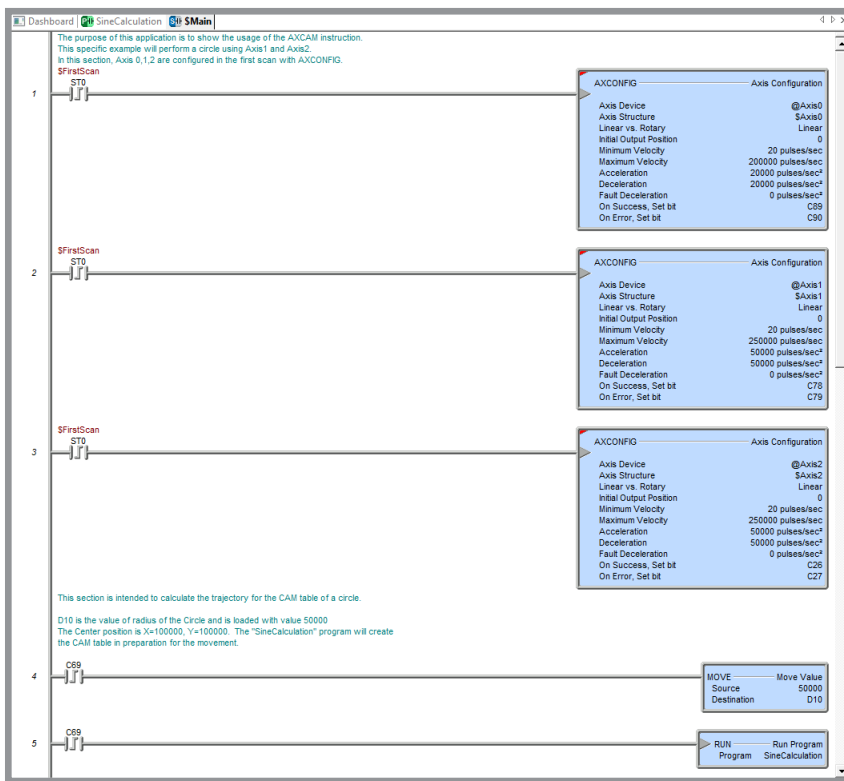 Dashboard SineCalculation $Main
The purpose of this application is to show the usage of the AXCAM instruction.
This specific example will perform a circle using Axis1 and Axis2.
In this section, Axis 0,1,2 are configured in the first scan with AXCONFIG.
$FirstScan
ST0
1
AXCONFIG Axis Configuration
Axis Device @Axis0
Axis Structure $Axis0
Linear vs. Rotary Linear
Initial Output Position 0
Minimum Velocity 20 pulses/sec
Maximum Velocity 200000 pulses/sec
Acceleration 20000 pulses/sec²
Deceleration 20000 pulses/sec²
Fault Deceleration 0 pulses/sec²
On Success, Set bit C89
On Error, Set bit C90
$FirstScan
ST0
2
AXCONFIG Axis Configuration
Axis Device @Axis1
Axis Structure $Axis1
Linear vs. Rotary Linear
Initial Output Position 0
Minimum Velocity 20 pulses/sec
Maximum Velocity 250000 pulses/sec
Acceleration 50000 pulses/sec²
Deceleration 50000 pulses/sec²
Fault Deceleration 0 pulses/sec²
On Success, Set bit C78
On Error, Set bit C79
$FirstScan
ST0
3
AXCONFIG Axis Configuration
Axis Device @Axis2
Axis Structure $Axis2
Linear vs. Rotary Linear
Initial Output Position 0
Minimum Velocity 20 pulses/sec
Maximum Velocity 250000 pulses/sec
Acceleration 50000 pulses/sec²
Deceleration 50000 pulses/sec²
Fault Deceleration 0 pulses/sec²
On Success, Set bit C26
On Error, Set bit C27
This section is intended to calculate the trajectory for the CAM table of a circle.
D10 is the value of radius of the Circle and is loaded with value 50000
The Center position is X=100000, Y=100000. The "SineCalculation" program will create
the CAM table in preparation for the movement.
C69
4
MOVE Move Value
Source 50000
Destination D10
C69
5
RUN Run Program
Program SineCalculation